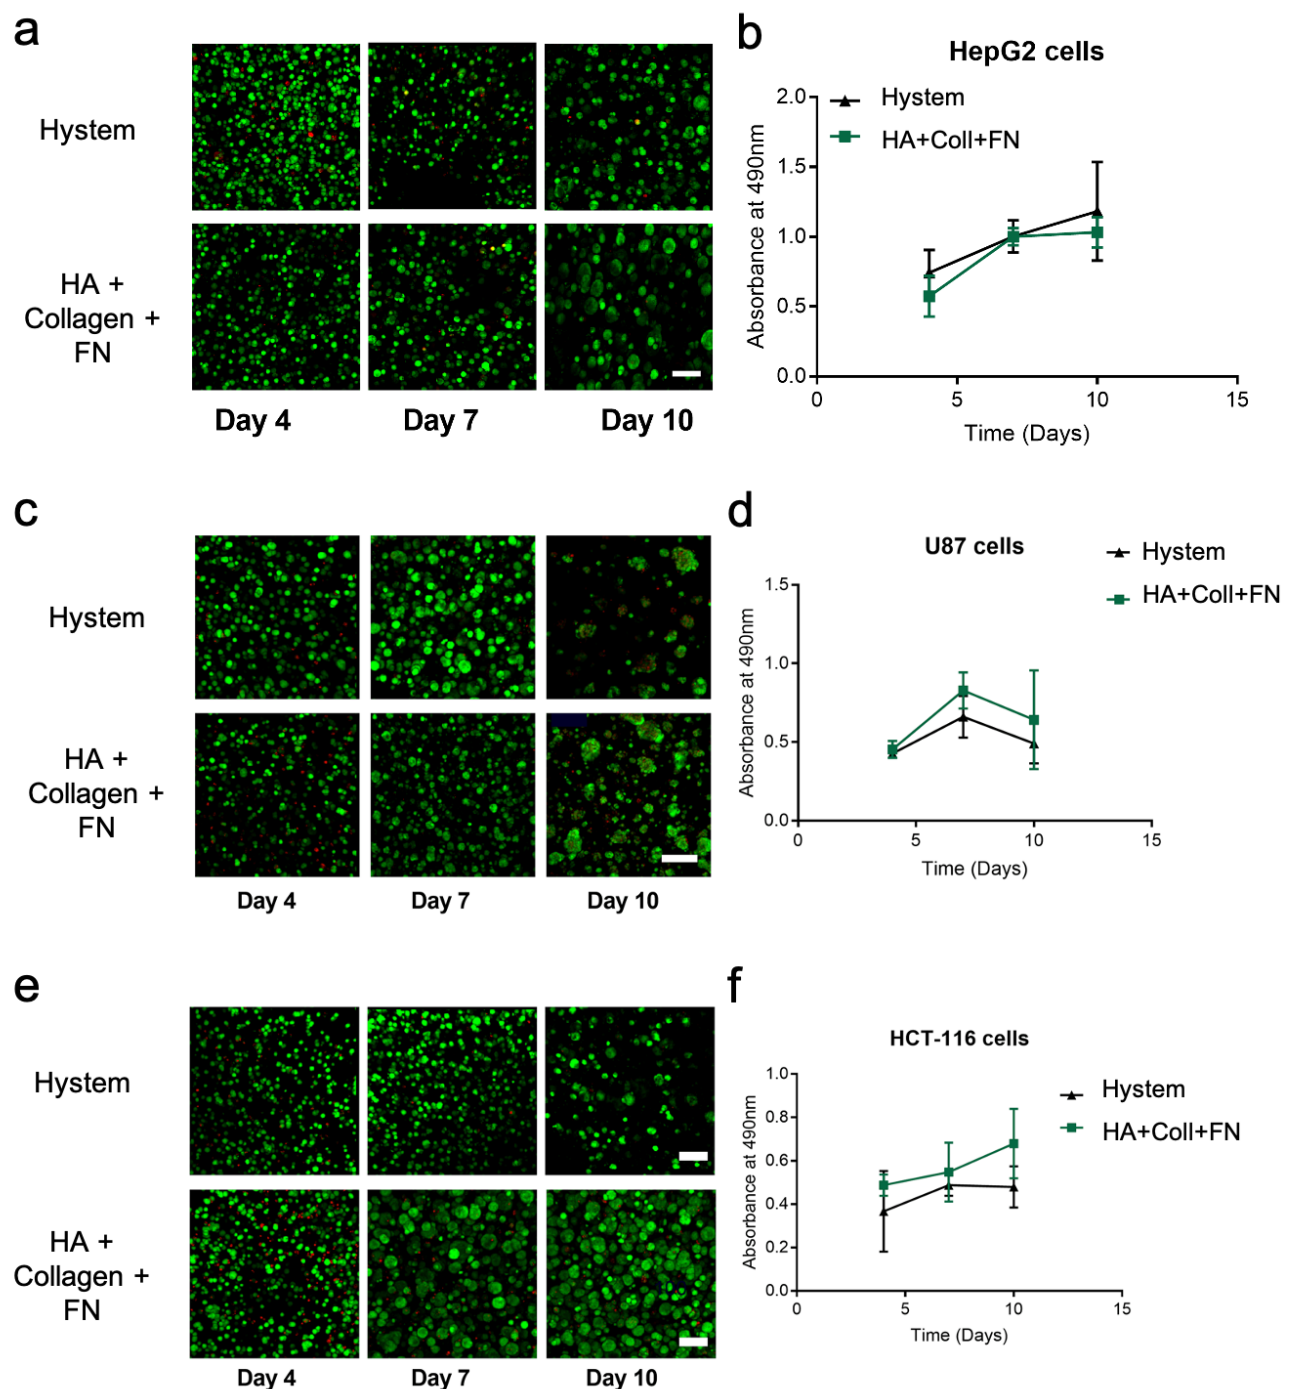 a
Hystem
HA +
Collagen +
FN
Day 4
Day 7
Day 10
b
HepG2 cells
Hystem
HA+Coll+FN
Absorbance at 490nm
2.0
1.5
1.0
0.5
0.0
0
5
10
15
Time (Days)
c
Hystem
HA +
Collagen +
FN
Day 4
Day 7
Day 10
d
U87 cells
Hystem
HA+Coll+FN
Absorbance at 490nm
1.5
1.0
0.5
0.0
0
5
10
15
Time (Days)
e
Hystem
HA +
Collagen +
FN
Day 4
Day 7
Day 10
f
HCT-116 cells
Hystem
HA+Coll+FN
Absorbance at 490nm
1.0
0.8
0.6
0.4
0.2
0.0
0
5
10
15
Time (Days)